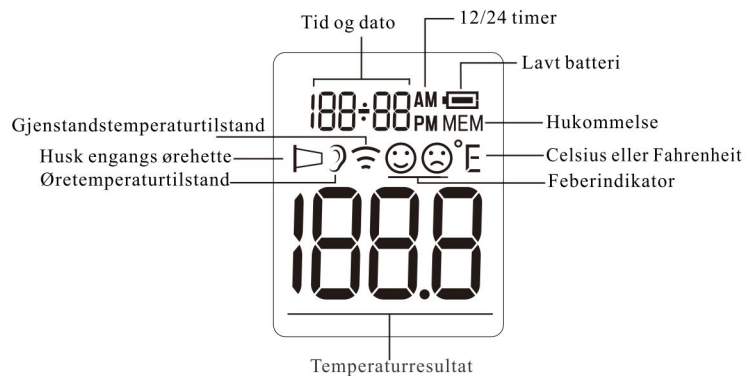 Tid og dato
12/24 timer
Lavt batteri
188:88 AM
PM MEM
Hukommelse
Gjenstandstemperaturtilstand
Husk engangs ørehette
Øretemperaturtilstand
°E
Celsius eller Fahrenheit
Feberindikator
188.8
Temperaturresultat